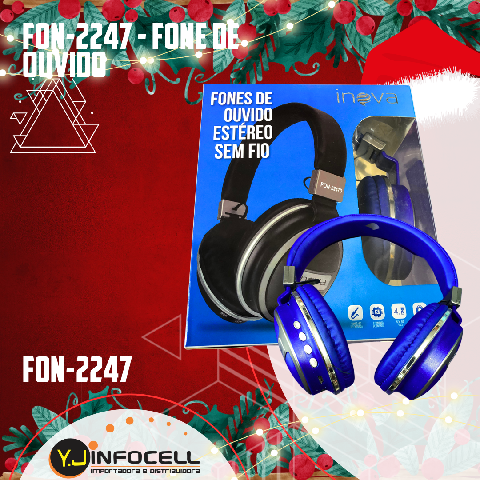 FON-2247 - FONE DE
OUVIDO
inova
FONES DE
OUVIDO
ESTÉREO
SEM FIO
FON-2247
Y.J INFOCELL
importadora e distribuidora